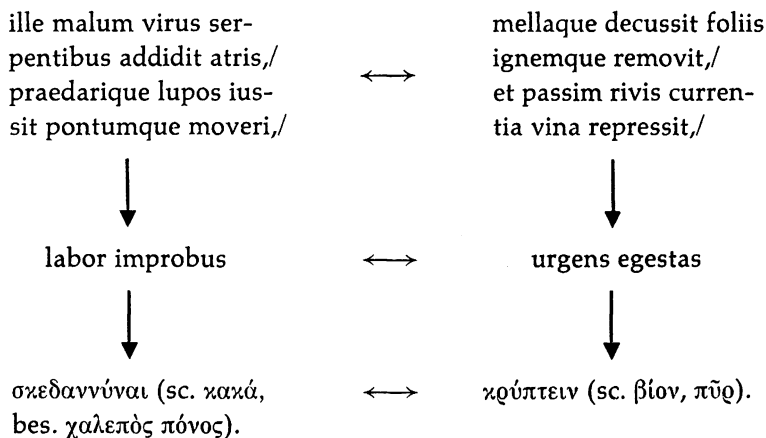 ille malum virus ser-
pentibus addidit atris,/
praedarique lupos ius-
sit pontumque moveri,/
mellaque decussit foliis
ignemque removit,/
et passim rivis curren-
tia vina repressit,/
labor improbus
urgens egestas
σκεδαννύναι (sc. κακά,
bes. χαλεπὸς πόνος).
κρύπτειν (sc. βίον, πῦρ).